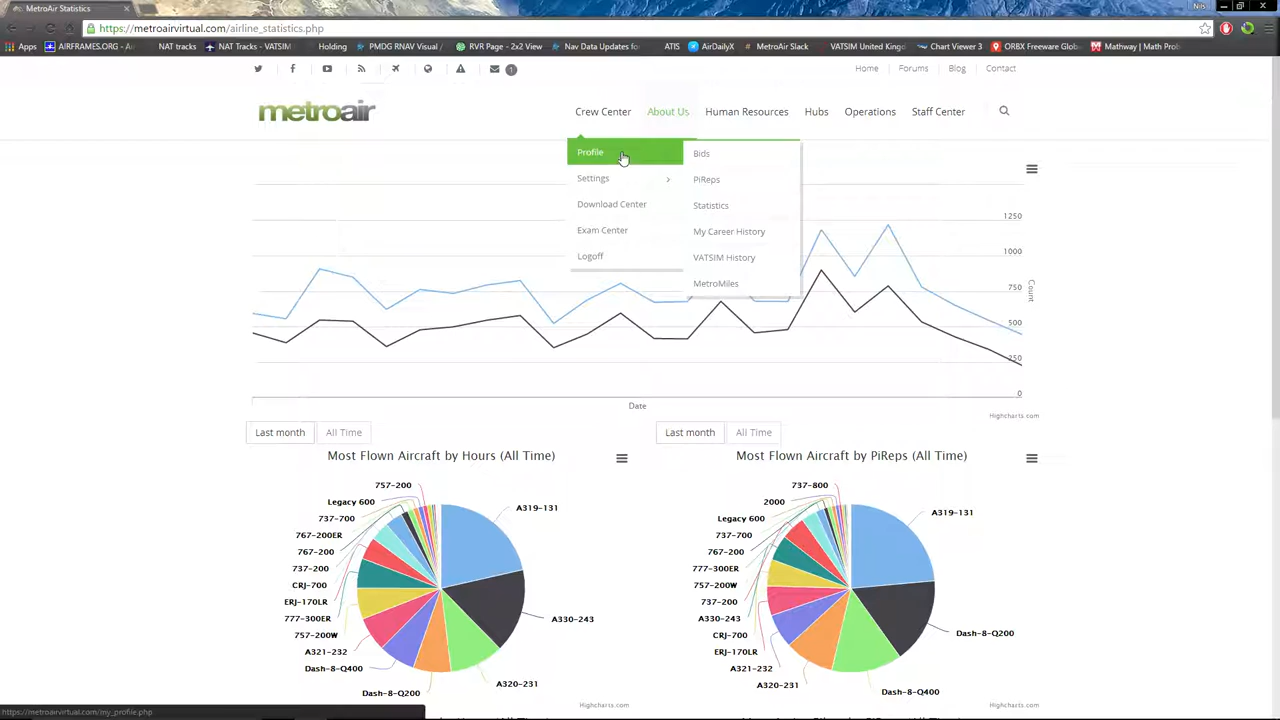 MetroAir Statistics
Nils
https://metroairvirtual.com/airline_statistics.php
Apps
AIRFRAMES.ORG - A
NAT tracks
NAT Tracks - VATSIM
Holding
PMDG RNAV Visual /
RVR Page - 2x2 View
Nav Data Updates for
ATIS
AirDailyX
MetroAir Slack
VATSIM United King
Chart Viewer 3
ORBX Freeware Glob
Mathway | Math Prob
1
Home
Forums
Blog
Contact
metroair
Crew Center
About Us
Human Resources
Hubs
Operations
Staff Center
Profile
Settings
Download Center
Exam Center
Logoff
Bids
PiReps
Statistics
My Career History
VATSIM History
MetroMiles
1250
1000
750
500
250
0
Count
Date
Highcharts.com
Last month
All Time
Last month
All Time
Most Flown Aircraft by Hours (All Time)
757-200
Legacy 600
737-700
767-200ER
767-200
737-200
CRJ-700
ERJ-170LR
777-300ER
757-200W
A321-232
Dash-8-Q400
Dash-8-Q200
A320-231
A330-243
A319-131
Highcharts.com
Most Flown Aircraft by PiReps (All Time)
737-800
2000
Legacy 600
737-700
767-200
777-300ER
757-200W
737-200
A330-243
CRJ-700
ERJ-170LR
A321-232
A320-231
Dash-8-Q400
Dash-8-Q200
A319-131
Highcharts.com
https://metroairvirtual.com/my_profile.php